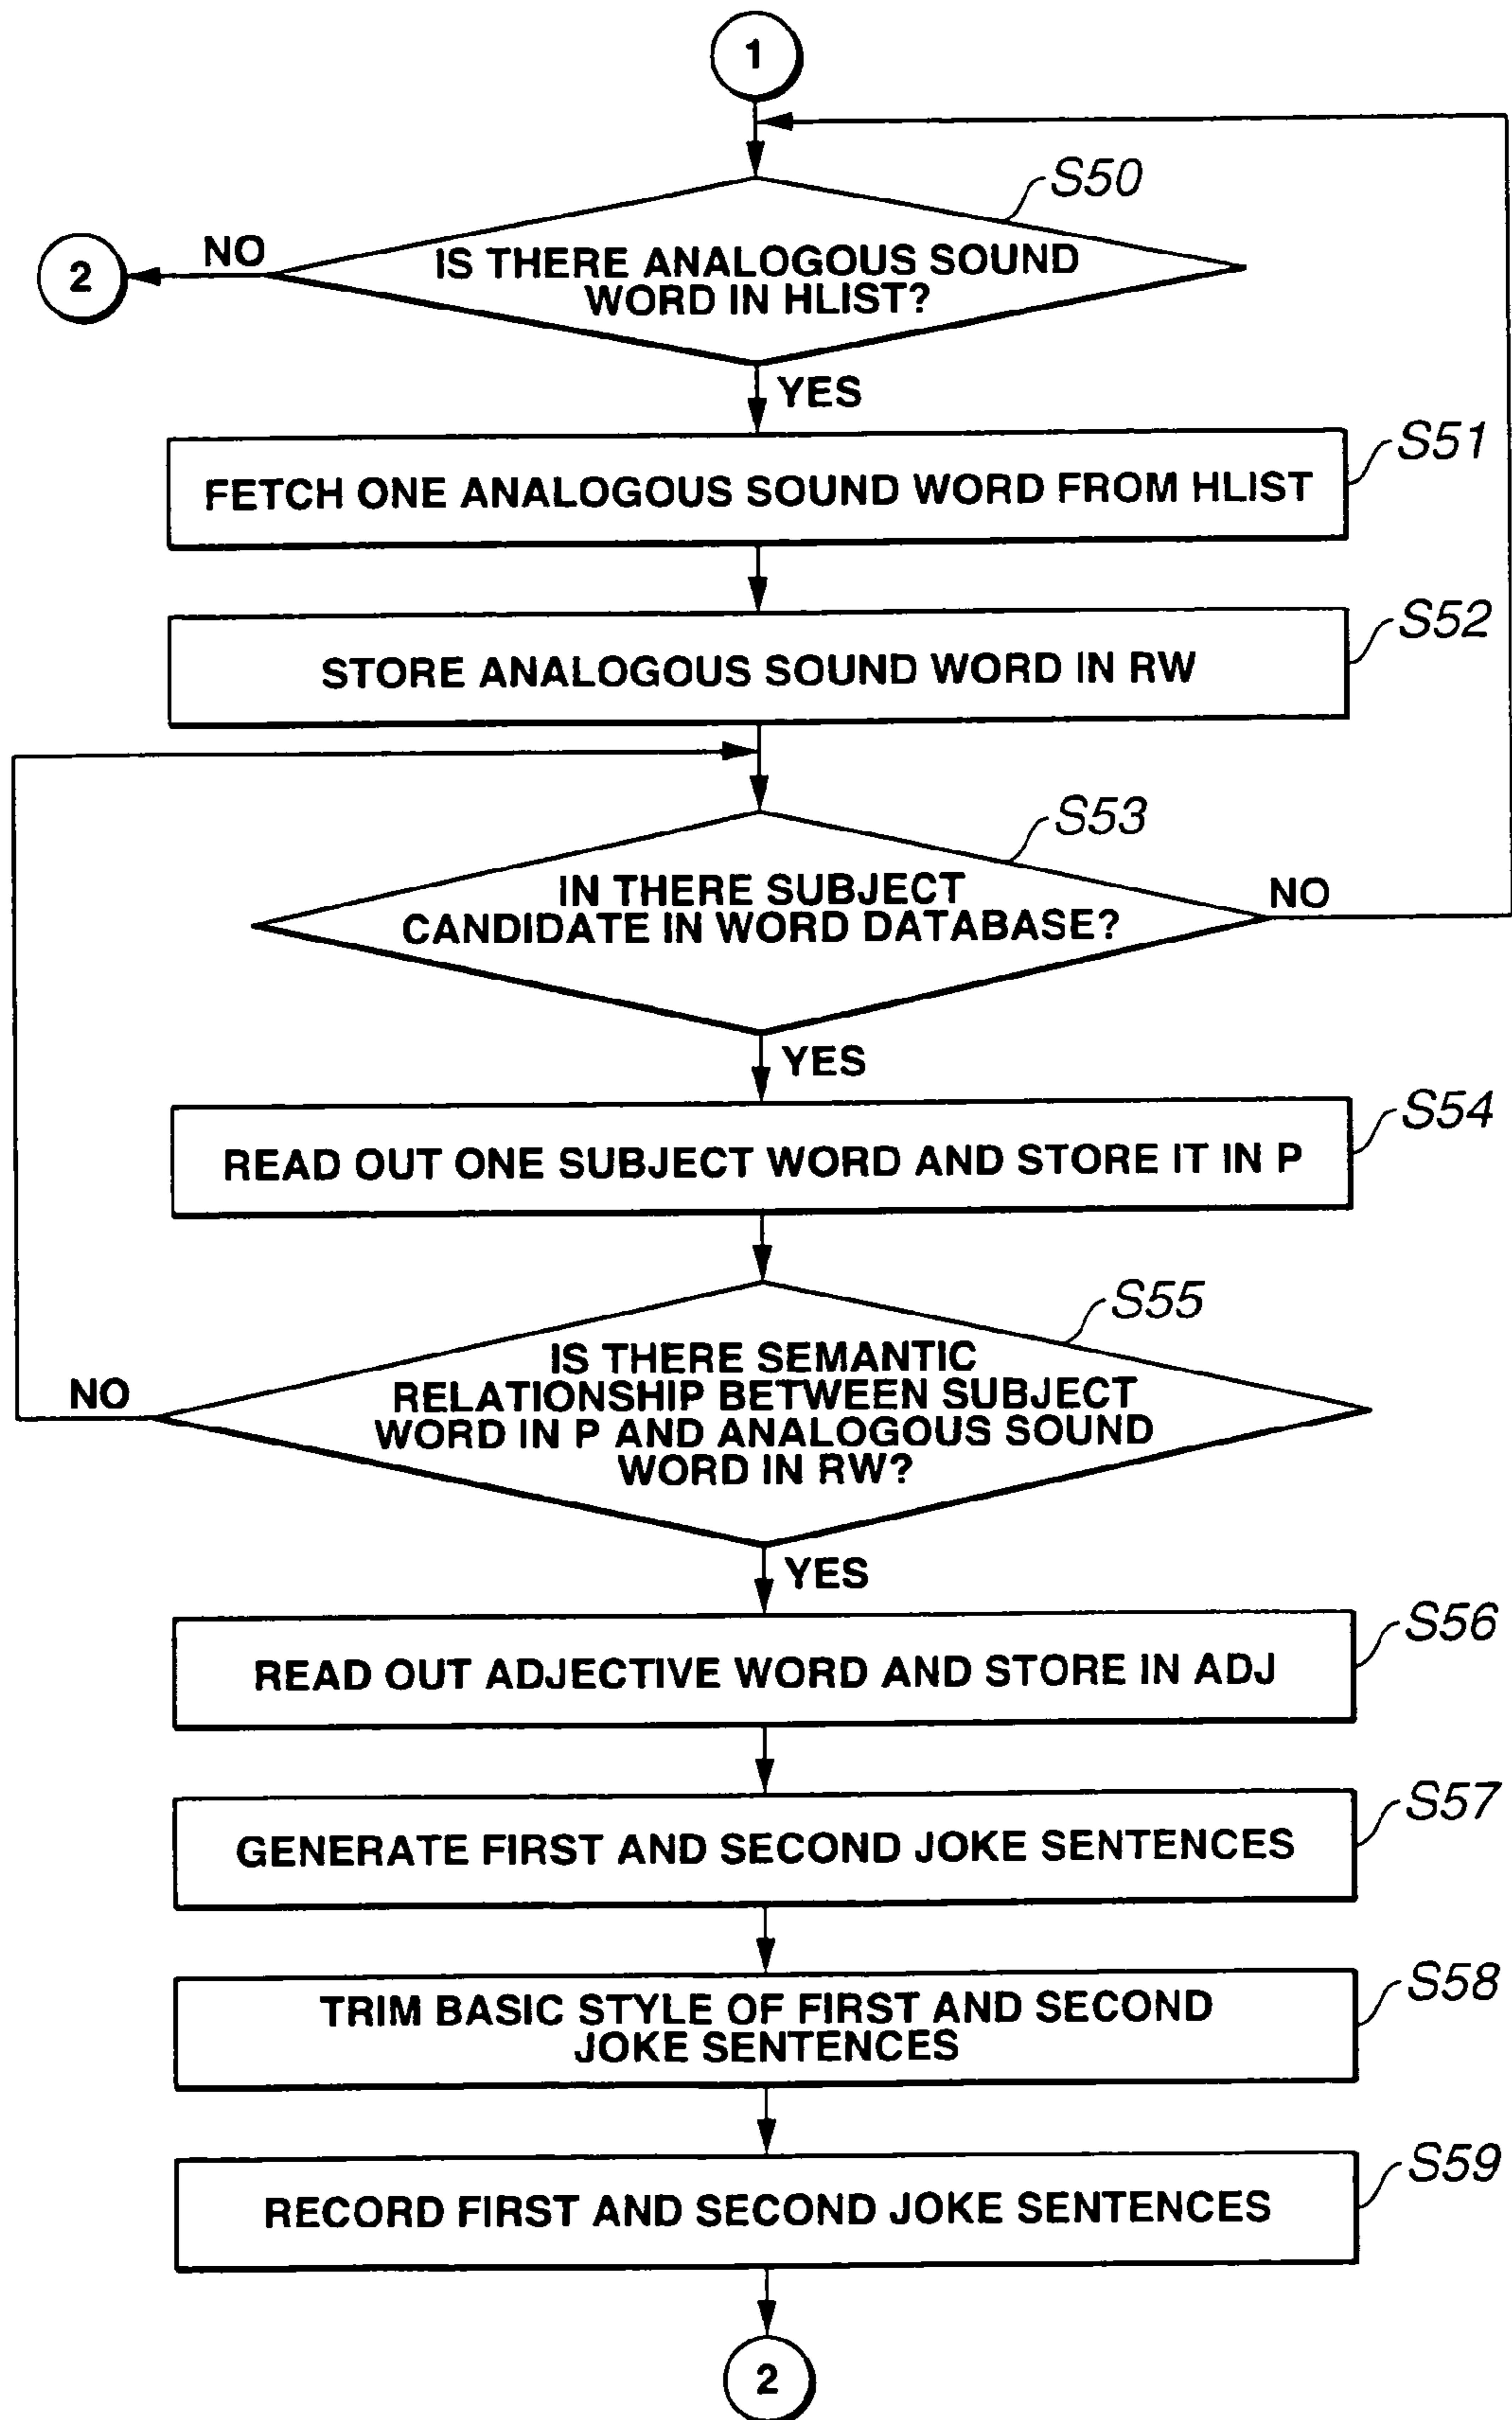 1
S50
NO
2
IS THERE ANALOGOUS SOUND
WORD IN HLIST?
YES
S51
FETCH ONE ANALOGOUS SOUND WORD FROM HLIST
S52
STORE ANALOGOUS SOUND WORD IN RW
S53
IN THERE SUBJECT
CANDIDATE IN WORD DATABASE?
NO
YES
S54
READ OUT ONE SUBJECT WORD AND STORE IT IN P
S55
IS THERE SEMANTIC
RELATIONSHIP BETWEEN SUBJECT
WORD IN P AND ANALOGOUS SOUND
WORD IN RW?
NO
YES
S56
READ OUT ADJECTIVE WORD AND STORE IN ADJ
S57
GENERATE FIRST AND SECOND JOKE SENTENCES
S58
TRIM BASIC STYLE OF FIRST AND SECOND
JOKE SENTENCES
S59
RECORD FIRST AND SECOND JOKE SENTENCES
2